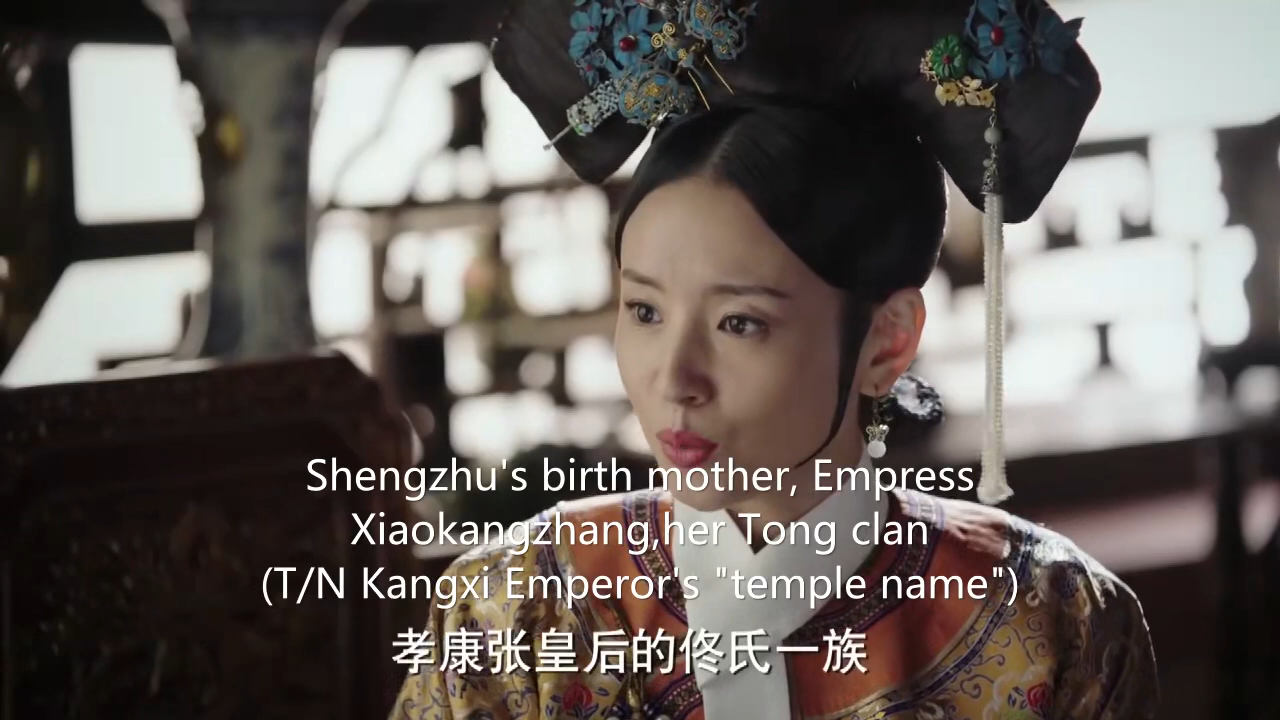 Shengzhu's birth mother, Empress
Xiaokangzhang,her Tong clan
(T/N Kangxi Emperor's "temple name")
孝康张皇后的佟氏一族